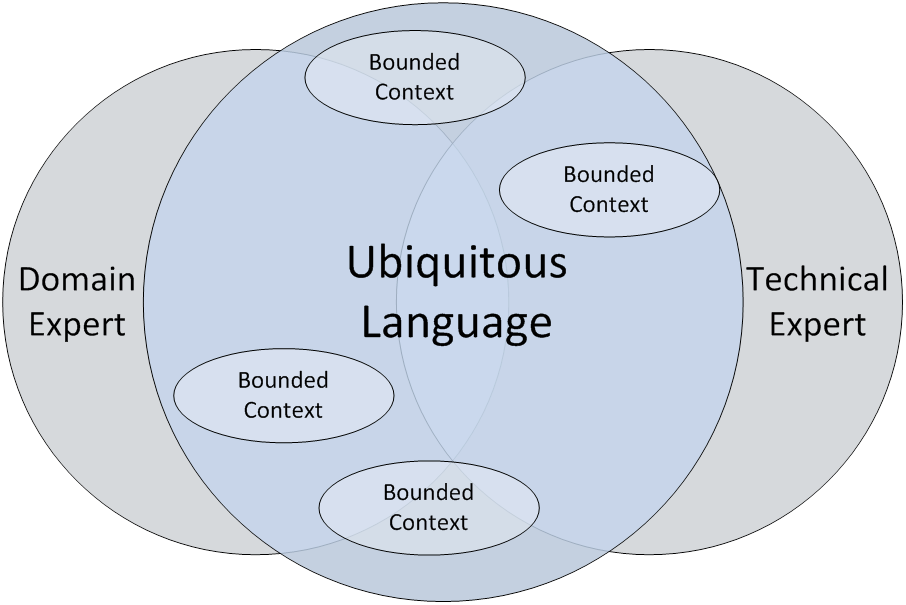 Bounded
Context
Bounded
Context
Ubiquitous
Language
Domain
Expert
Technical
Expert
Bounded
Context
Bounded
Context